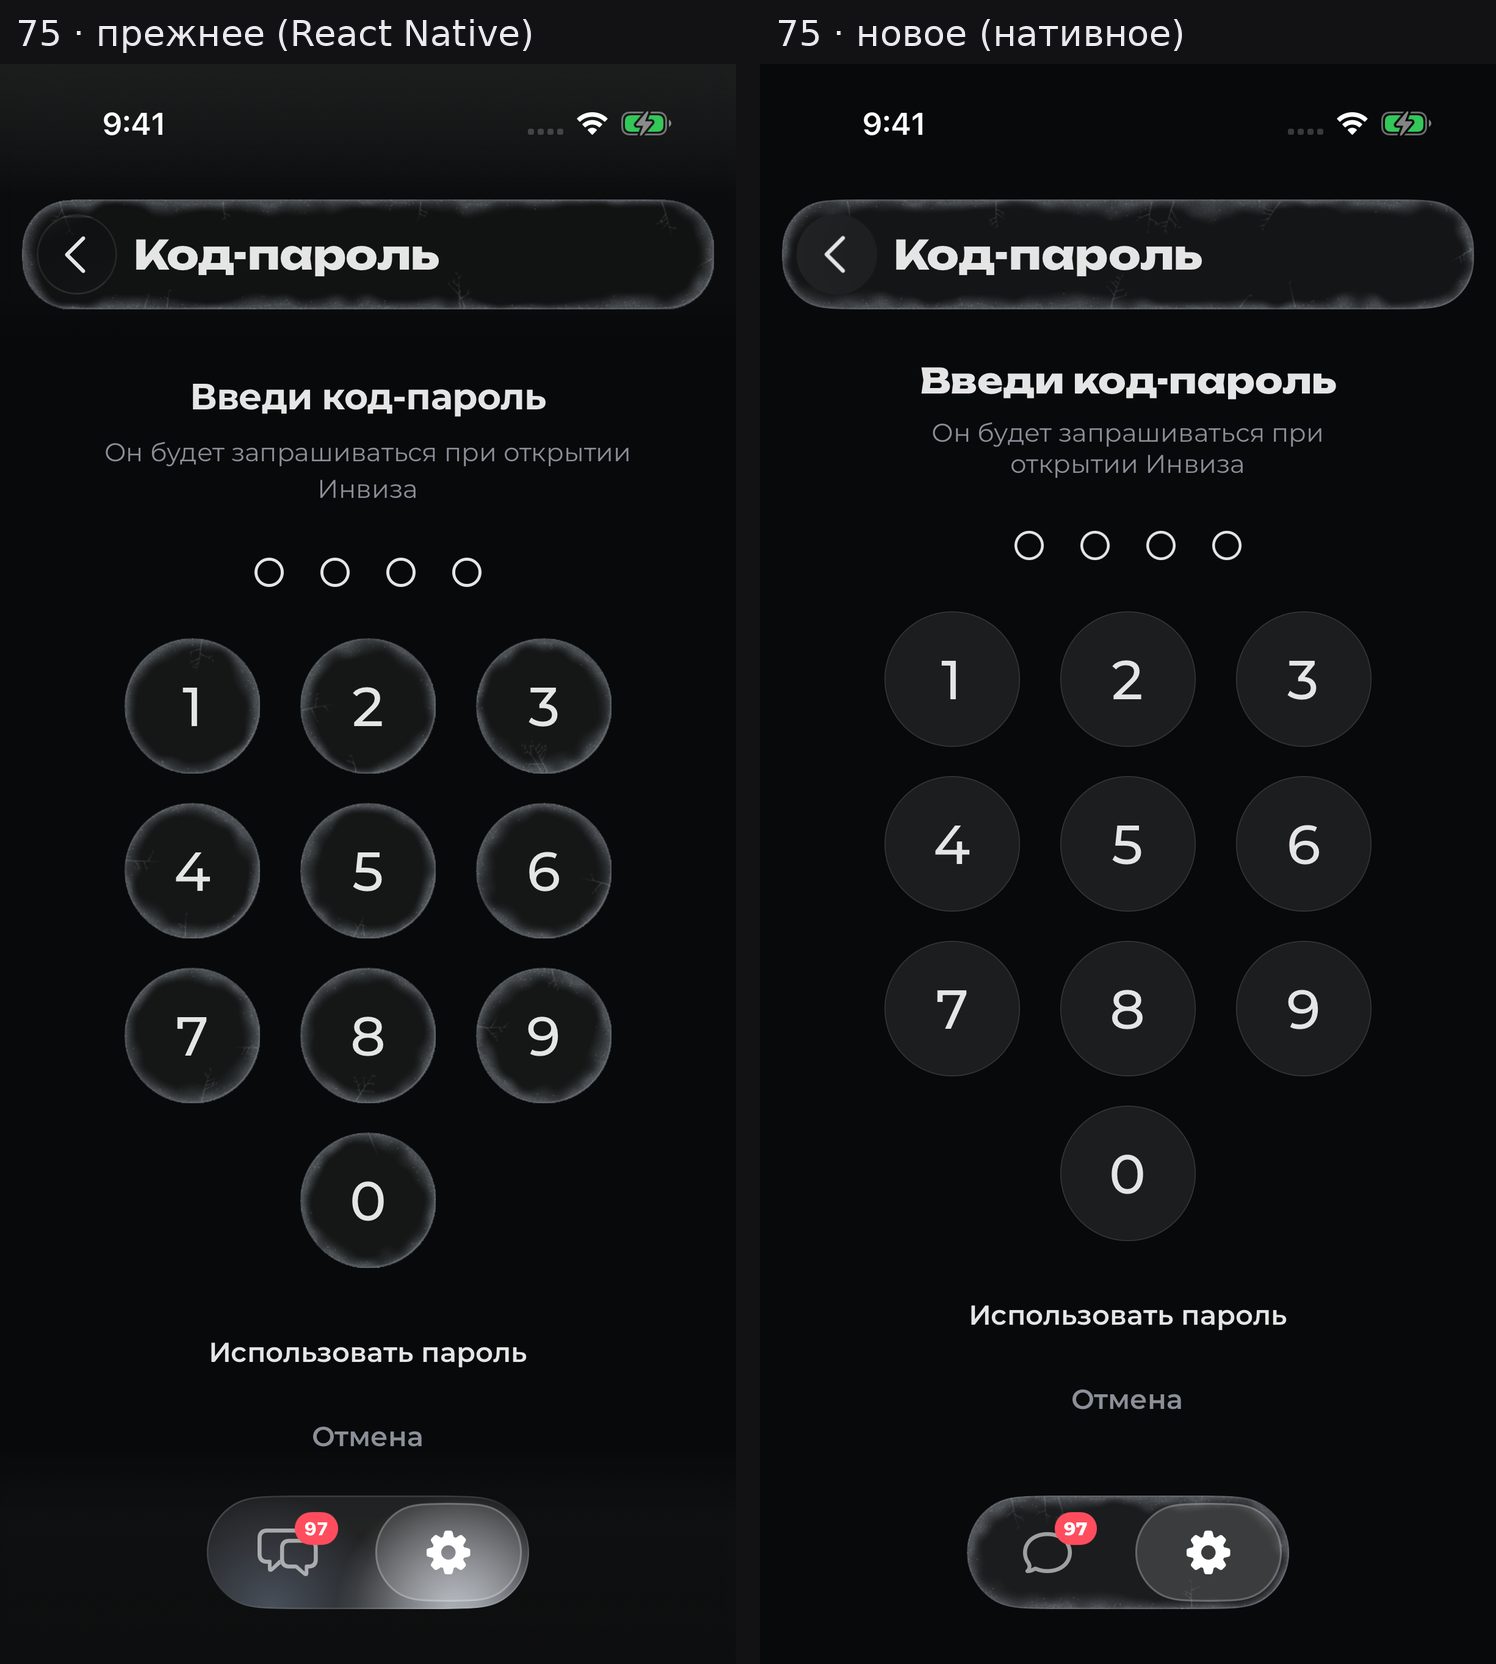 75 · прежнее (React Native)
9:41
Код-пароль
Введи код-пароль
Он будет запрашиваться при открытии
Инвиза
1 2 3
4 5 6
7 8 9
0
Использовать пароль
Отмена
97
75 · новое (нативное)
9:41
Код-пароль
Введи код-пароль
Он будет запрашиваться при
открытии Инвиза
1 2 3
4 5 6
7 8 9
0
Использовать пароль
Отмена
97